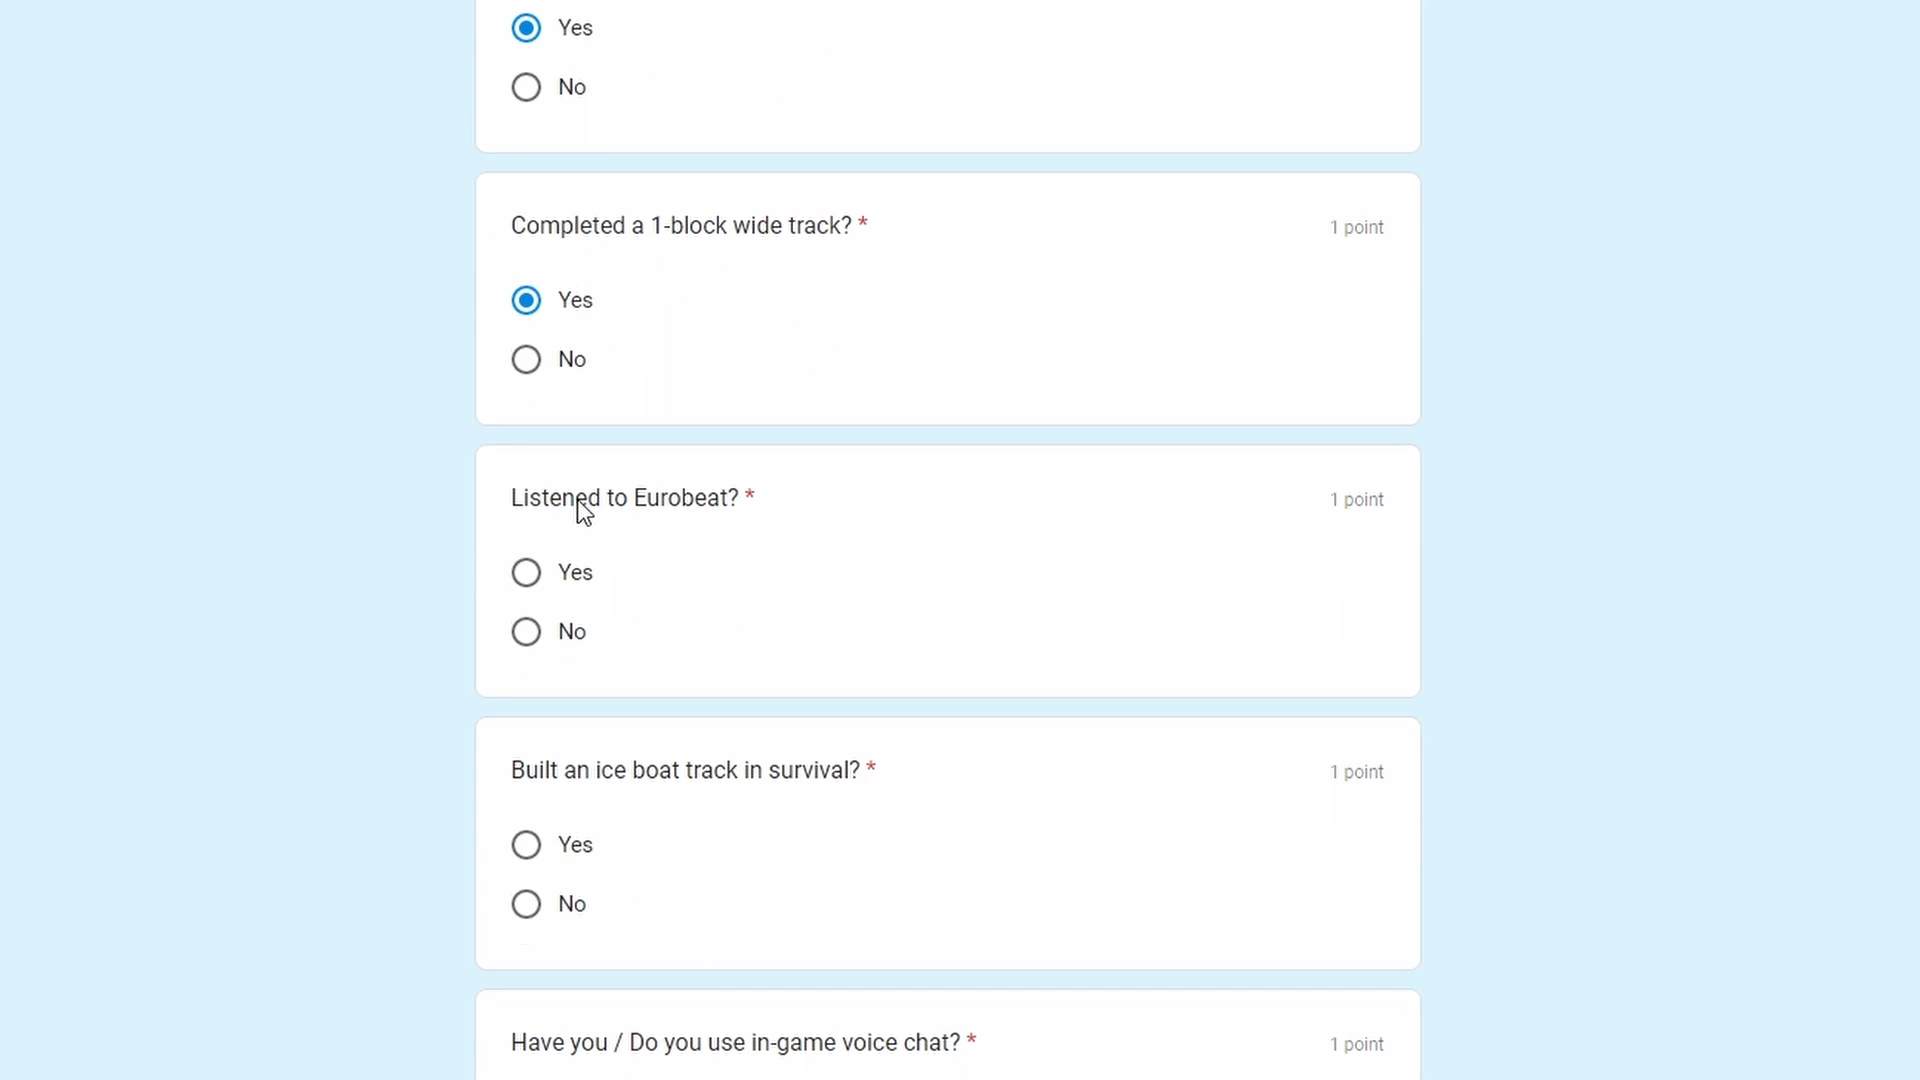 Yes
No
Completed a 1-block wide track? *
1 point
Yes
No
Listened to Eurobeat? *
1 point
Yes
No
Built an ice boat track in survival? *
1 point
Yes
No
Have you / Do you use in-game voice chat? *
1 point